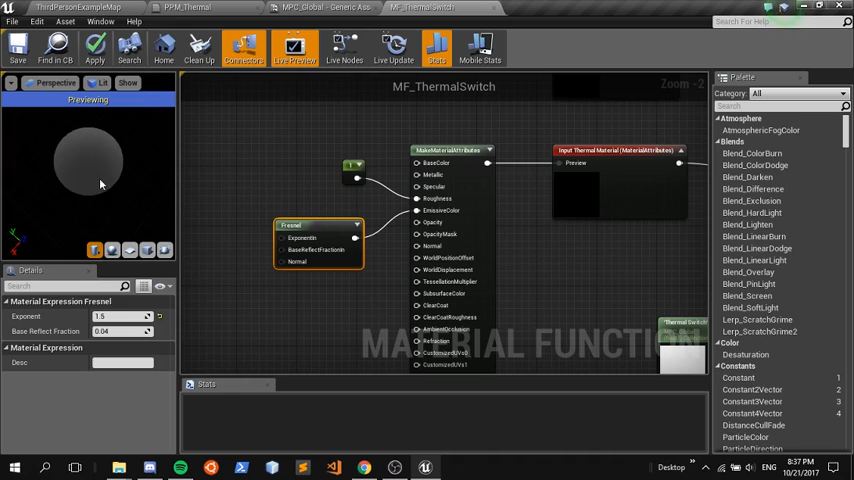 ThirdPersonExampleMap
PPM_Thermal
MPC_Global - Generic Ass
MF_ThermalSwitch
File
Edit
Asset
Window
Help
Search For Help
Save
Find in CB
Apply
Search
Home
Clean Up
Connectors
Live Preview
Live Nodes
Live Update
Stats
Mobile Stats
Perspective
Lit
Show
Previewing
MF_ThermalSwitch
Zoom -2
Palette
Category: All
Search
Atmosphere
AtmosphericFogColor
Blends
Blend_ColorBurn
Blend_ColorDodge
Blend_Darken
Blend_Difference
Blend_Exclusion
Blend_HardLight
Blend_Lighten
Blend_LinearBurn
Blend_LinearDodge
Blend_LinearLight
Blend_Overlay
Blend_PinLight
Blend_Screen
Blend_SoftLight
Lerp_ScratchGrime
Lerp_ScratchGrime2
Color
Desaturation
Constants
Constant 1
Constant2Vector 2
Constant3Vector 3
Constant4Vector 4
DistanceCullFade
ParticleColor
1
MakeMaterialAttributes
BaseColor
Metallic
Specular
Roughness
EmissiveColor
Opacity
OpacityMask
Normal
WorldPositionOffset
WorldDisplacement
TessellationMultiplier
SubsurfaceColor
ClearCoat
ClearCoatRoughness
AmbientOcclusion
Refraction
CustomizedUVs0
CustomizedUVs1
Input Thermal Material (MaterialAttributes)
Preview
Fresnel
ExponentIn
BaseReflectFractionIn
Normal
'Thermal Switch'
MATERIAL FUNCTION
Details
Search
Material Expression Fresnel
Exponent 1.5
Base Reflect Fraction 0.04
Material Expression
Desc
Stats
Desktop
ENG
8:37 PM
10/21/2017